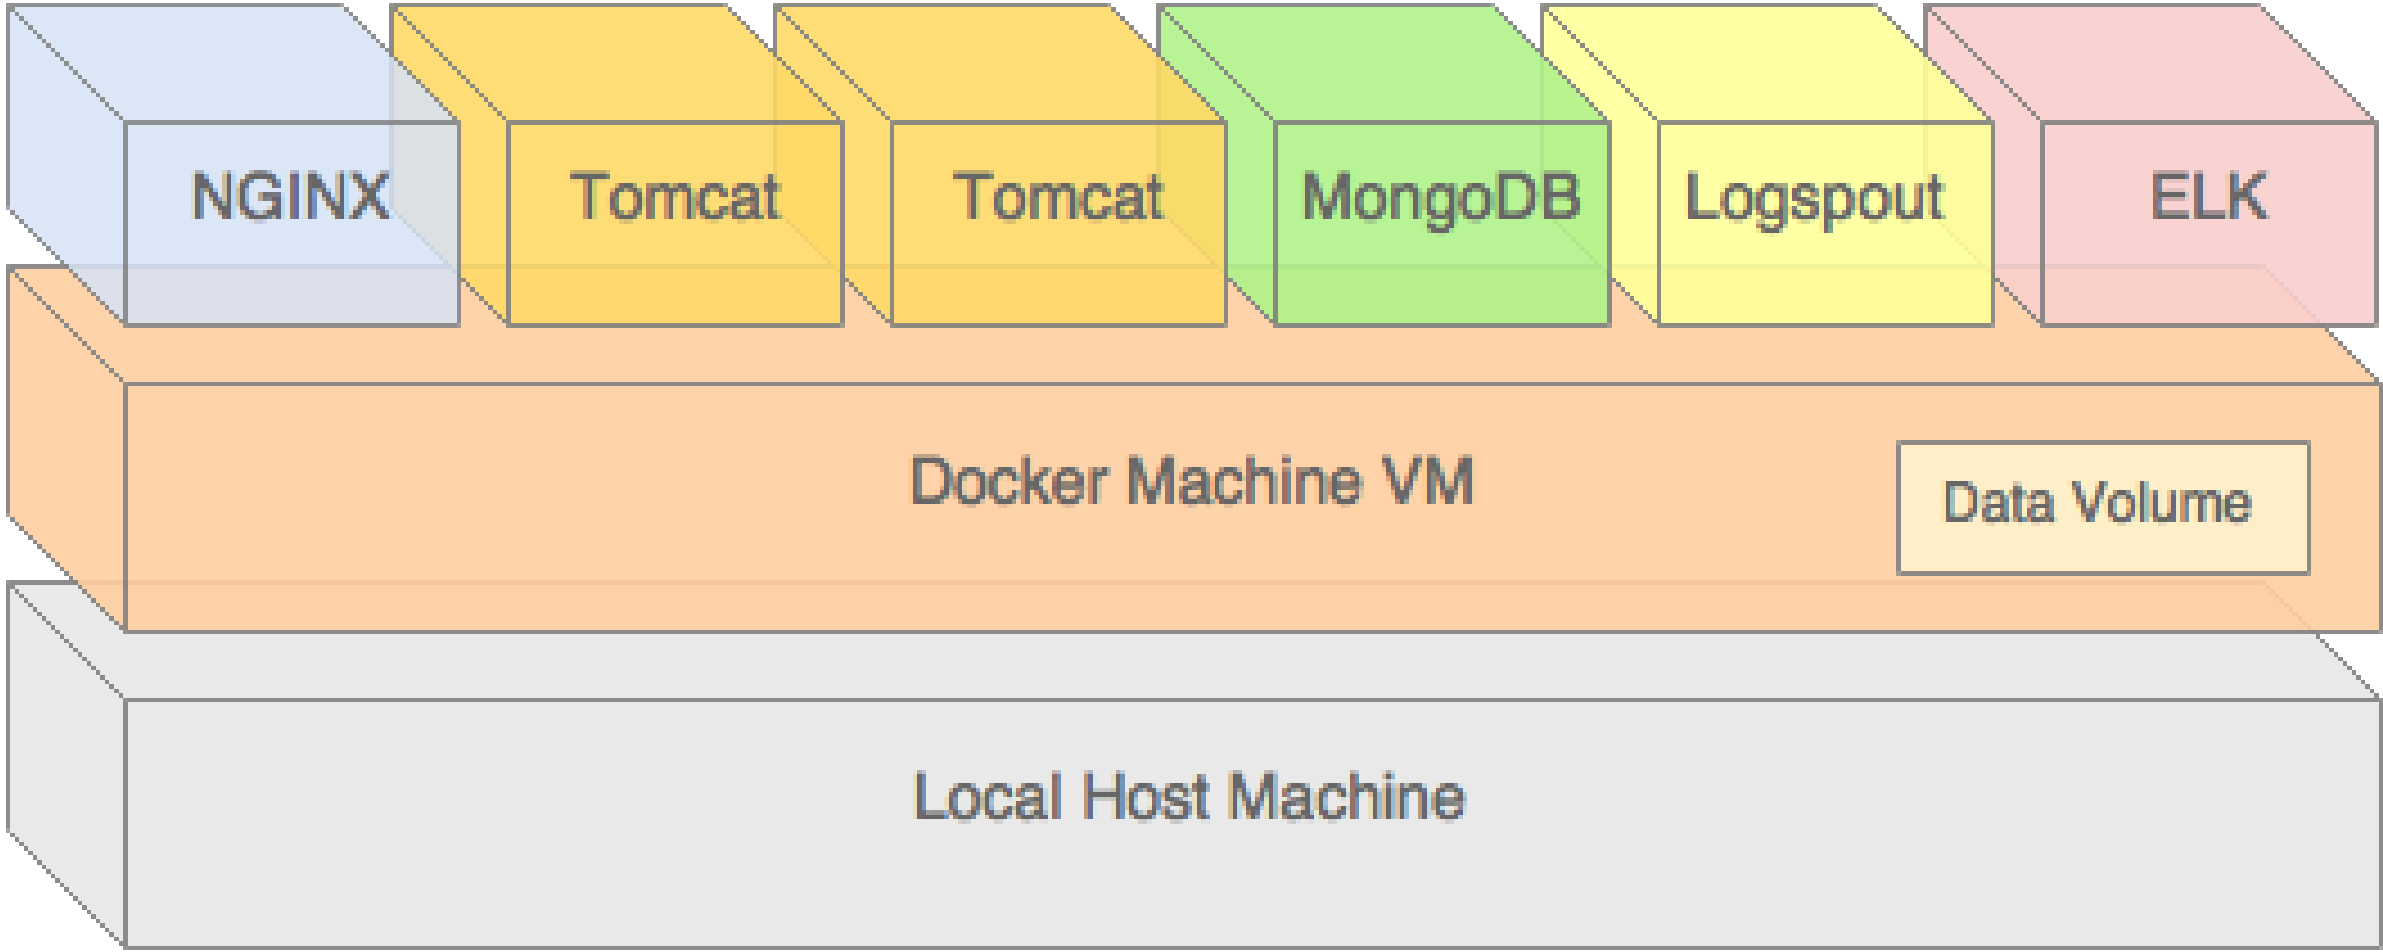 NGINX
Tomcat
Tomcat
MongoDB
Logspout
ELK
Docker Machine VM
Data Volume
Local Host Machine